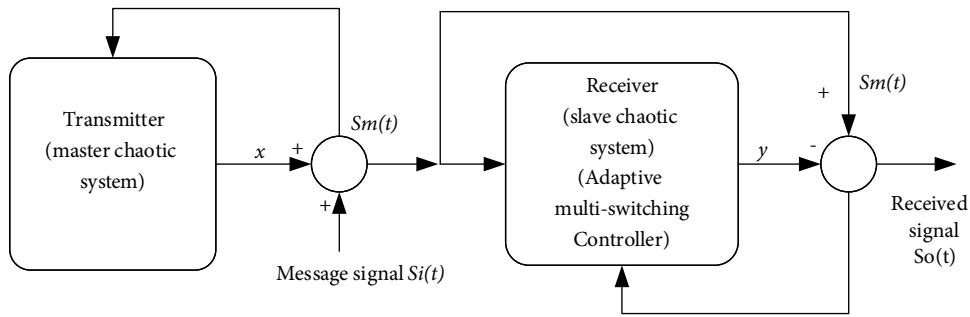 Transmitter
(master chaotic
system)
x
+
+
Sm(t)
Message signal Si(t)
Receiver
(slave chaotic
system)
(Adaptive
multi-switching
Controller)
y
-
+
Sm(t)
Received
signal
So(t)